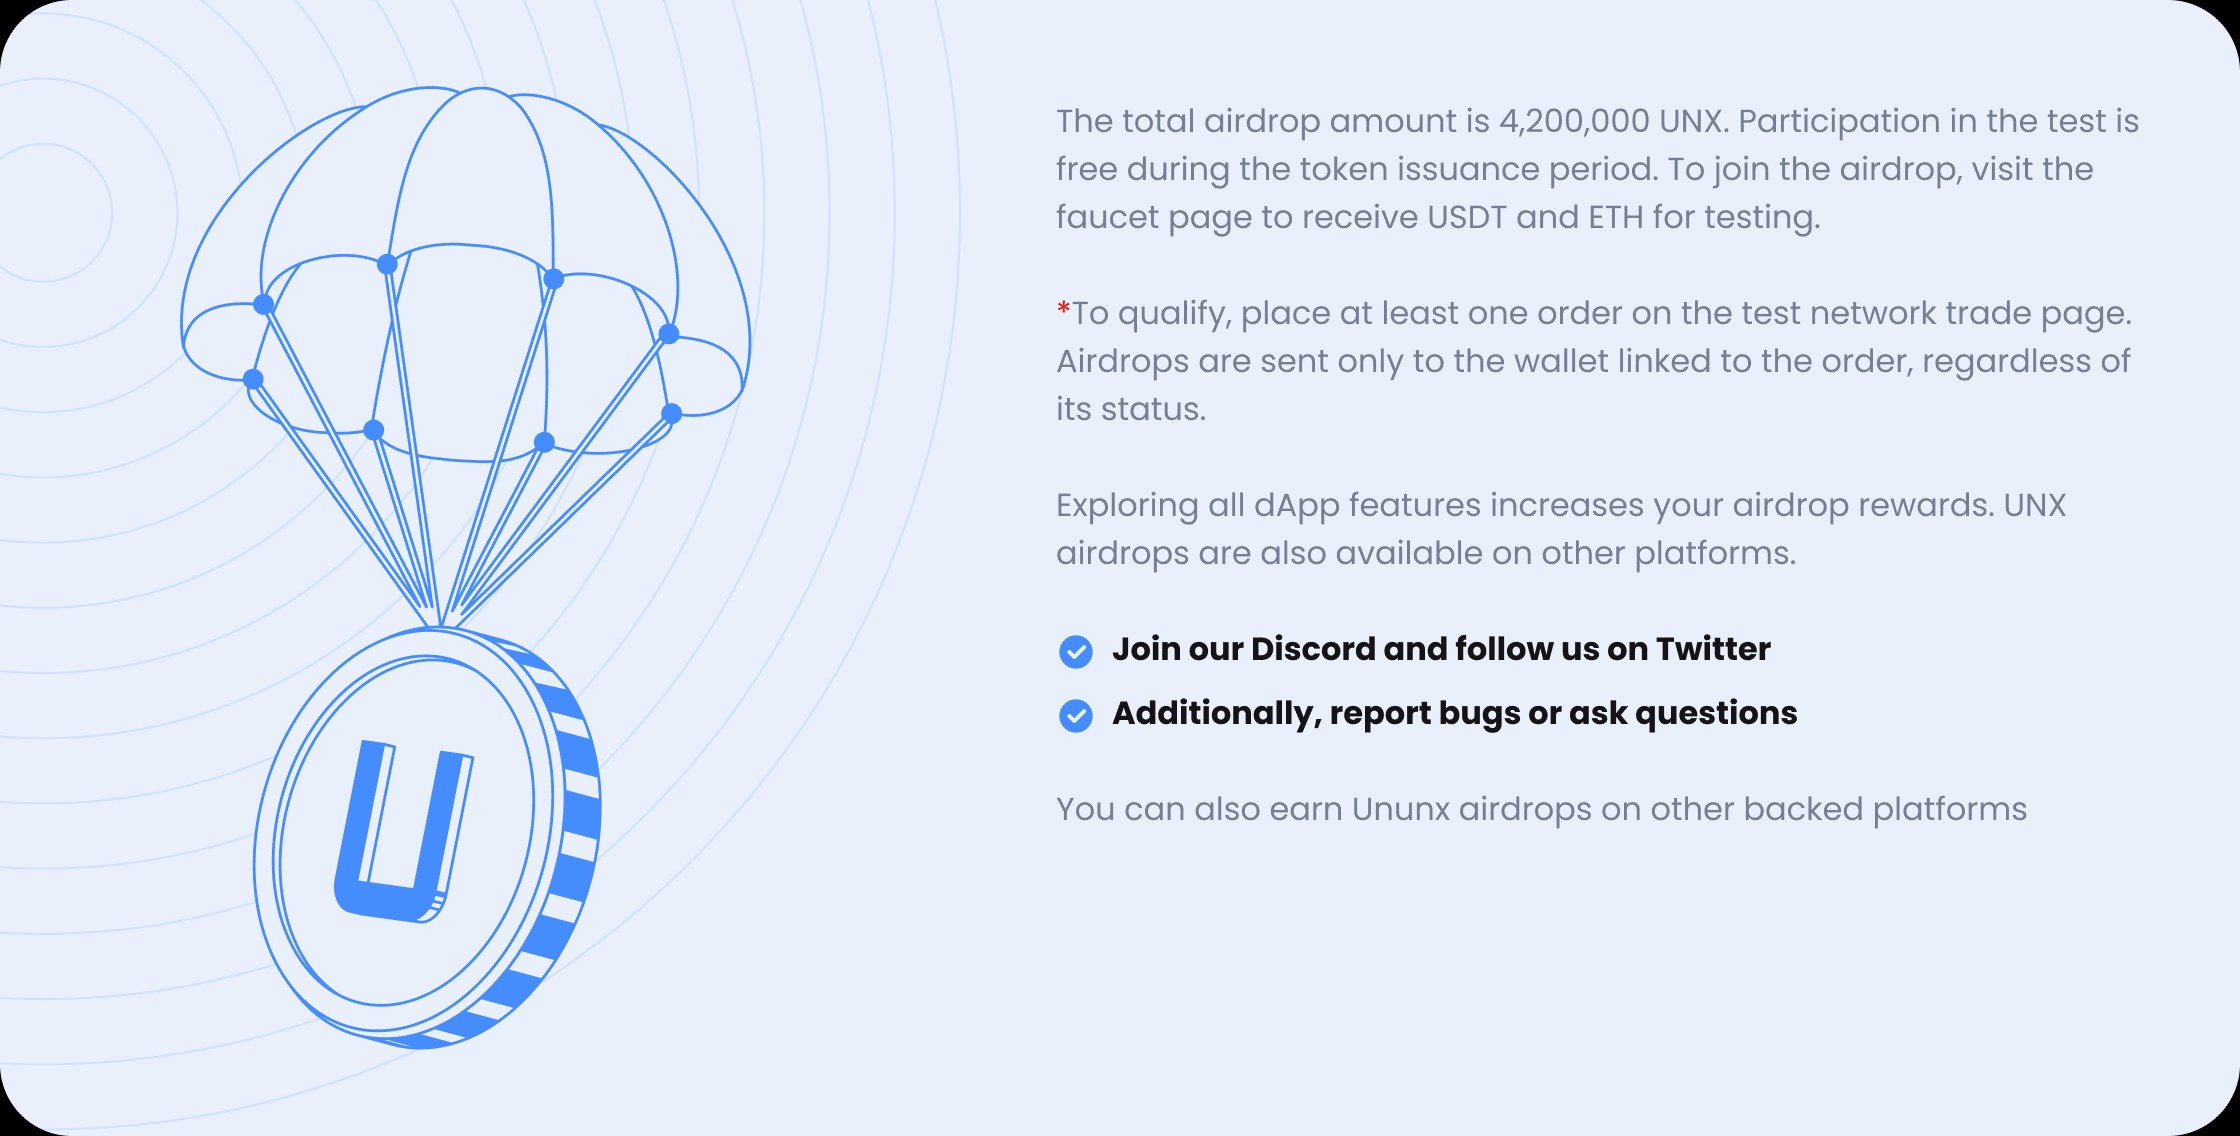 The total airdrop amount is 4,200,000 UNX. Participation in the test is
free during the token issuance period. To join the airdrop, visit the
faucet page to receive USDT and ETH for testing.
*To qualify, place at least one order on the test network trade page.
Airdrops are sent only to the wallet linked to the order, regardless of
its status.
Exploring all dApp features increases your airdrop rewards. UNX
airdrops are also available on other platforms.
Join our Discord and follow us on Twitter
Additionally, report bugs or ask questions
You can also earn Ununx airdrops on other backed platforms
U